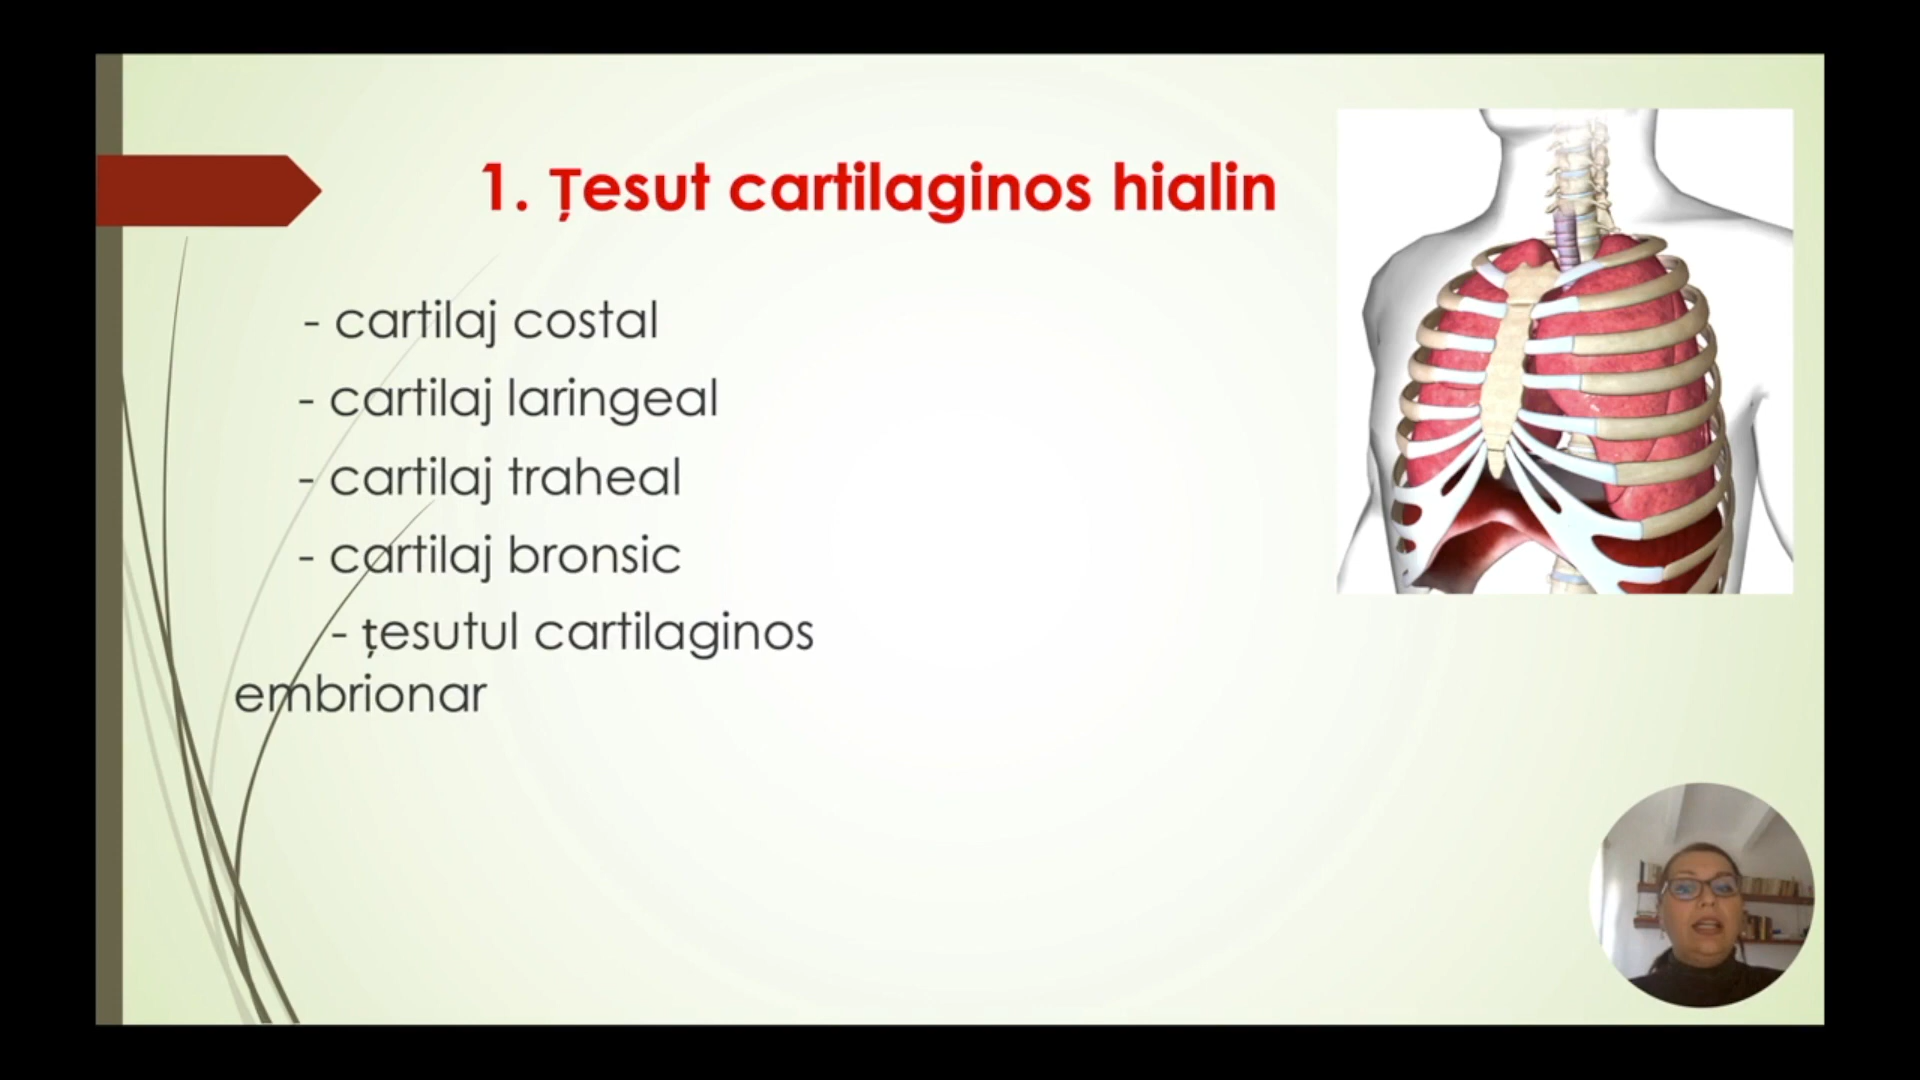 1. Țesut cartilaginos hialin
- cartilaj costal
- cartilaj laringeal
- cartilaj traheal
- cartilaj bronsic
- țesutul cartilaginos
embrionar